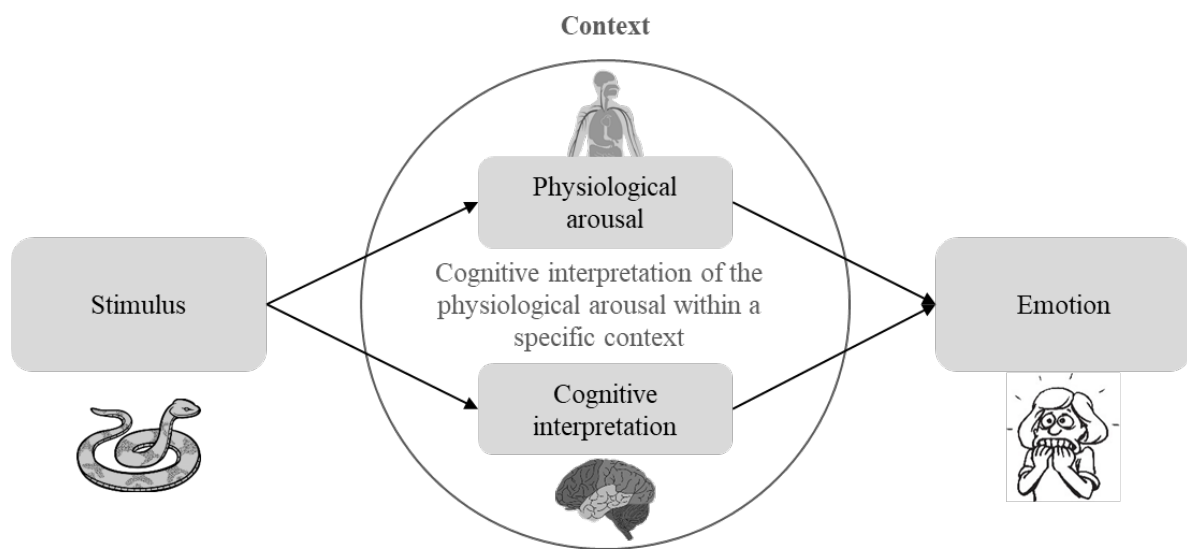 Context
Physiological
arousal
Cognitive interpretation of the
physiological arousal within a
specific context
Stimulus
Emotion
Cognitive
interpretation